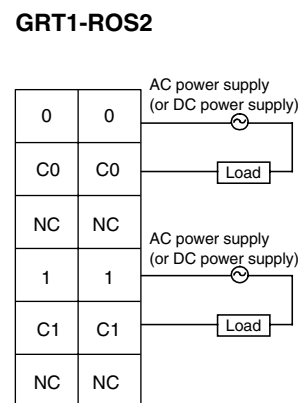 GRT1-ROS2
AC power supply
(or DC power supply)
0 0
C0 C0 Load
NC NC
AC power supply
(or DC power supply)
1 1
C1 C1 Load
NC NC